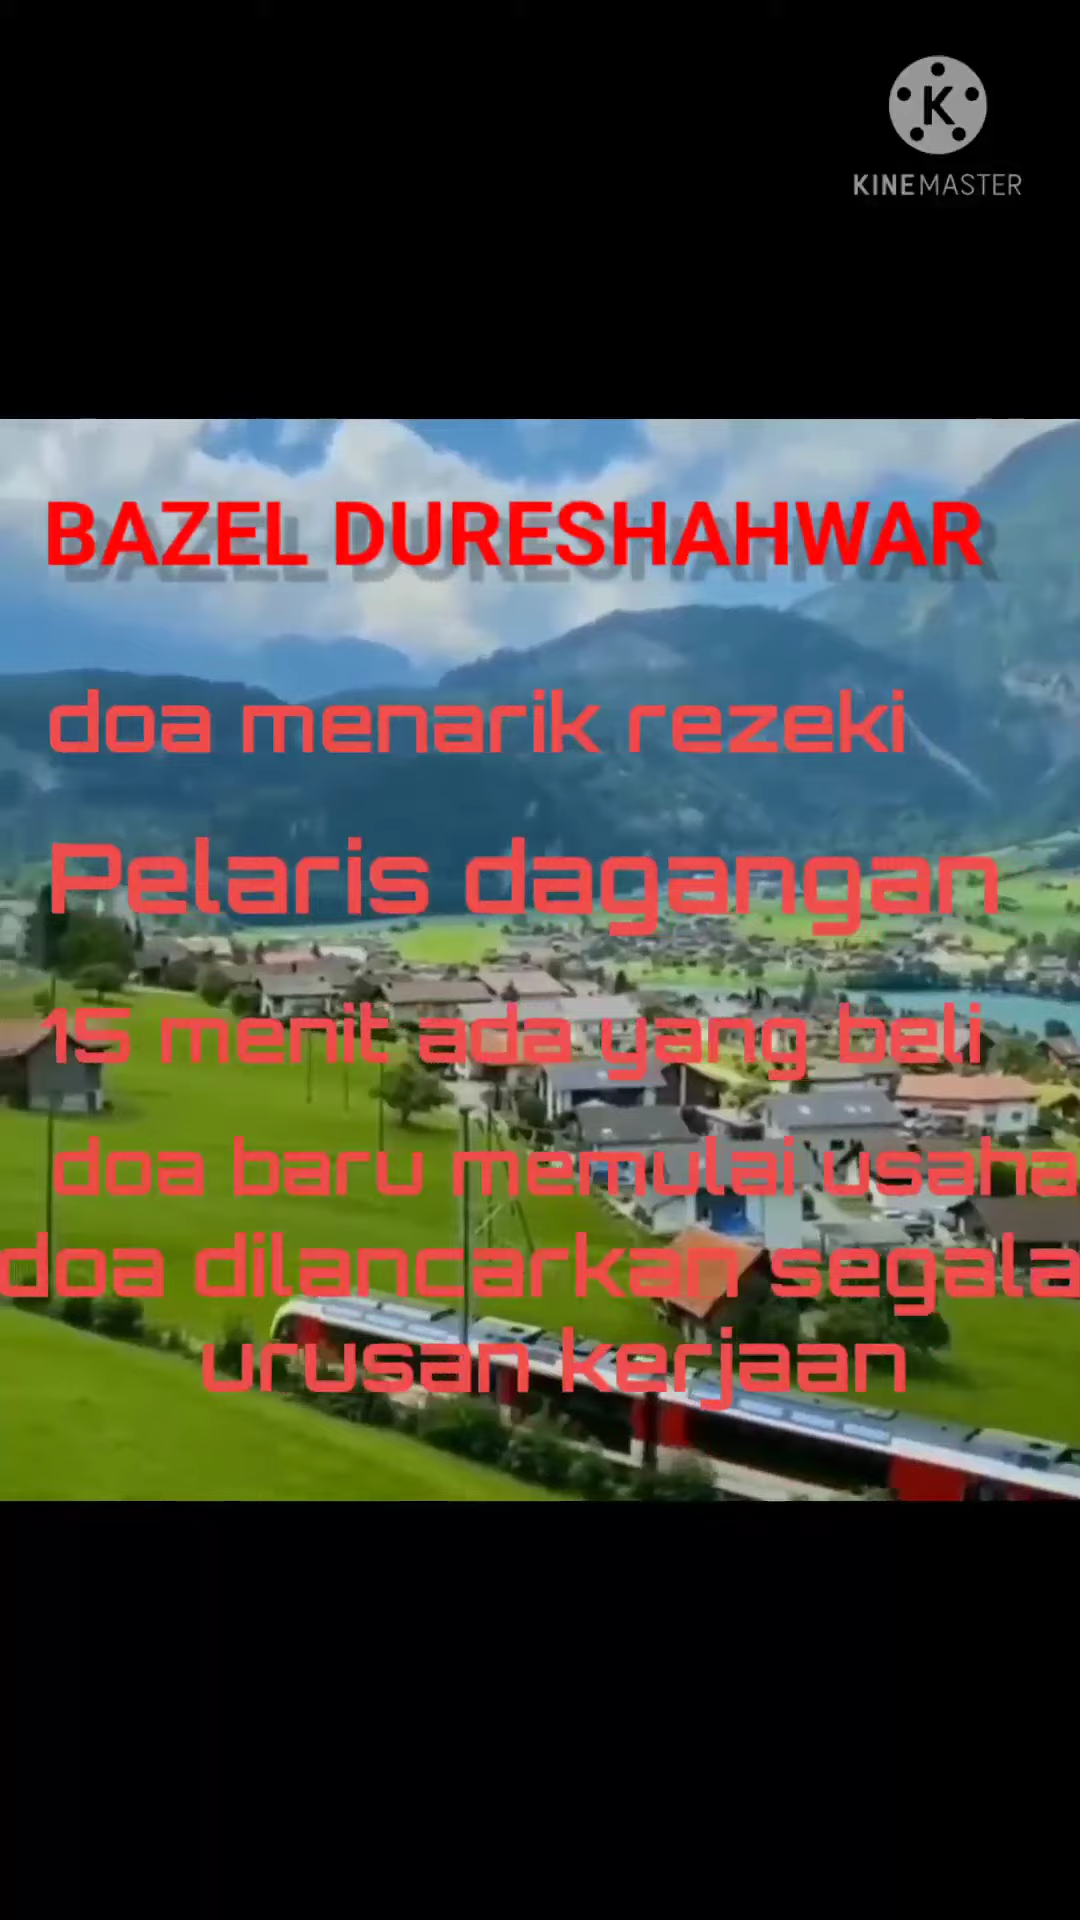 KINEMASTER
BAZEL DURESHAHWAR
doa menarik rezeki
Pelaris dagangan
15 menit ada yang beli
doa baru memulai usaha
doa dilancarkan segala
urusan kerjaan